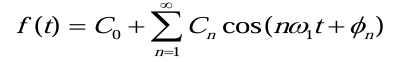 f(t) = C₀ + ∑_{n=1}^{∞} Cₙ cos(nω₁t + ϕₙ)